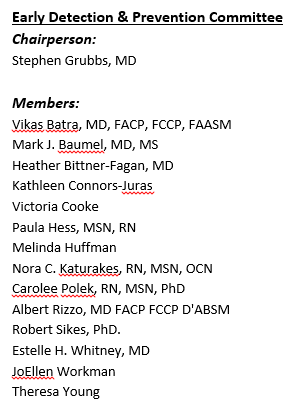 Early Detection & Prevention Committee
Chairperson:
Stephen Grubbs, MD
Members:
Vikas Batra, MD, FACP, FCCP, FAASM
Mark J. Baumel, MD, MS
Heather Bittner-Fagan, MD
Kathleen Connors-Juras
Victoria Cooke
Paula Hess, MSN, RN
Melinda Huffman
Nora C. Katurakes, RN, MSN, OCN
Carolee Polek, RN, MSN, PhD
Albert Rizzo, MD FACP FCCP D'ABSM
Robert Sikes, PhD.
Estelle H. Whitney, MD
JoEllen Workman
Theresa Young